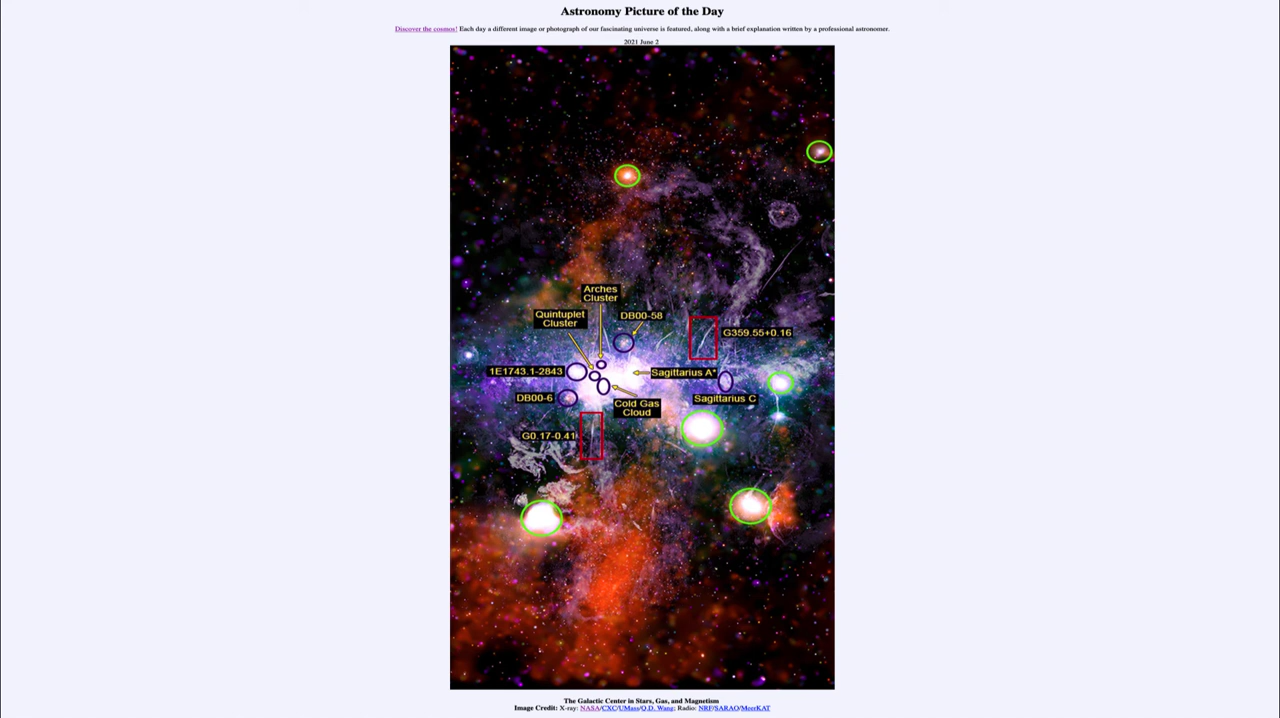 Astronomy Picture of the Day
Discover the cosmos! Each day a different image or photograph of our fascinating universe is featured, along with a brief explanation written by a professional astronomer.
2021 June 2
Arches
Cluster
Quintuplet
Cluster
DB00-58
G359.55+0.16
1E1743.1-2843
Sagittarius A*
DB00-6
Sagittarius C
Cold Gas
Cloud
G0.17-0.41
The Galactic Center in Stars, Gas, and Magnetism
Image Credit: X-ray: NASA/CXC/UMass/Q.D. Wang; Radio: NRF/SARAO/MeerKAT